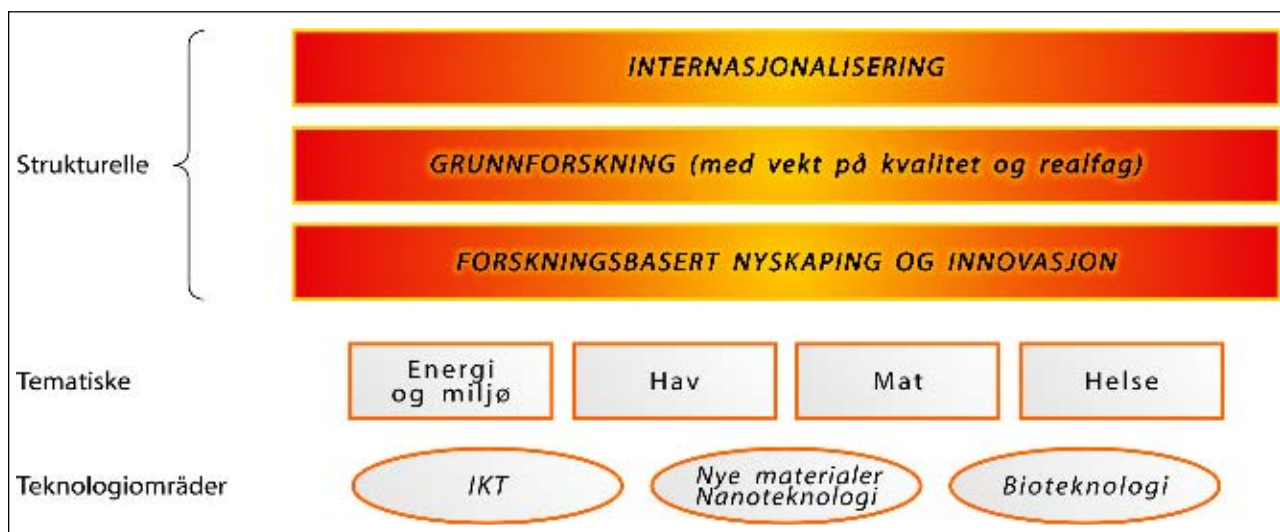 INTERNASJONALISERING
Strukturelle
GRUNNFORSKNING (med vekt på kvalitet og realfag)
FORSKNINGSBASERT NYSKAPING OG INNOVASJON
Tematiske
Energi
og miljø
Hav
Mat
Helse
Teknologiområder
IKT
Nye materialer
Nanoteknologi
Bioteknologi